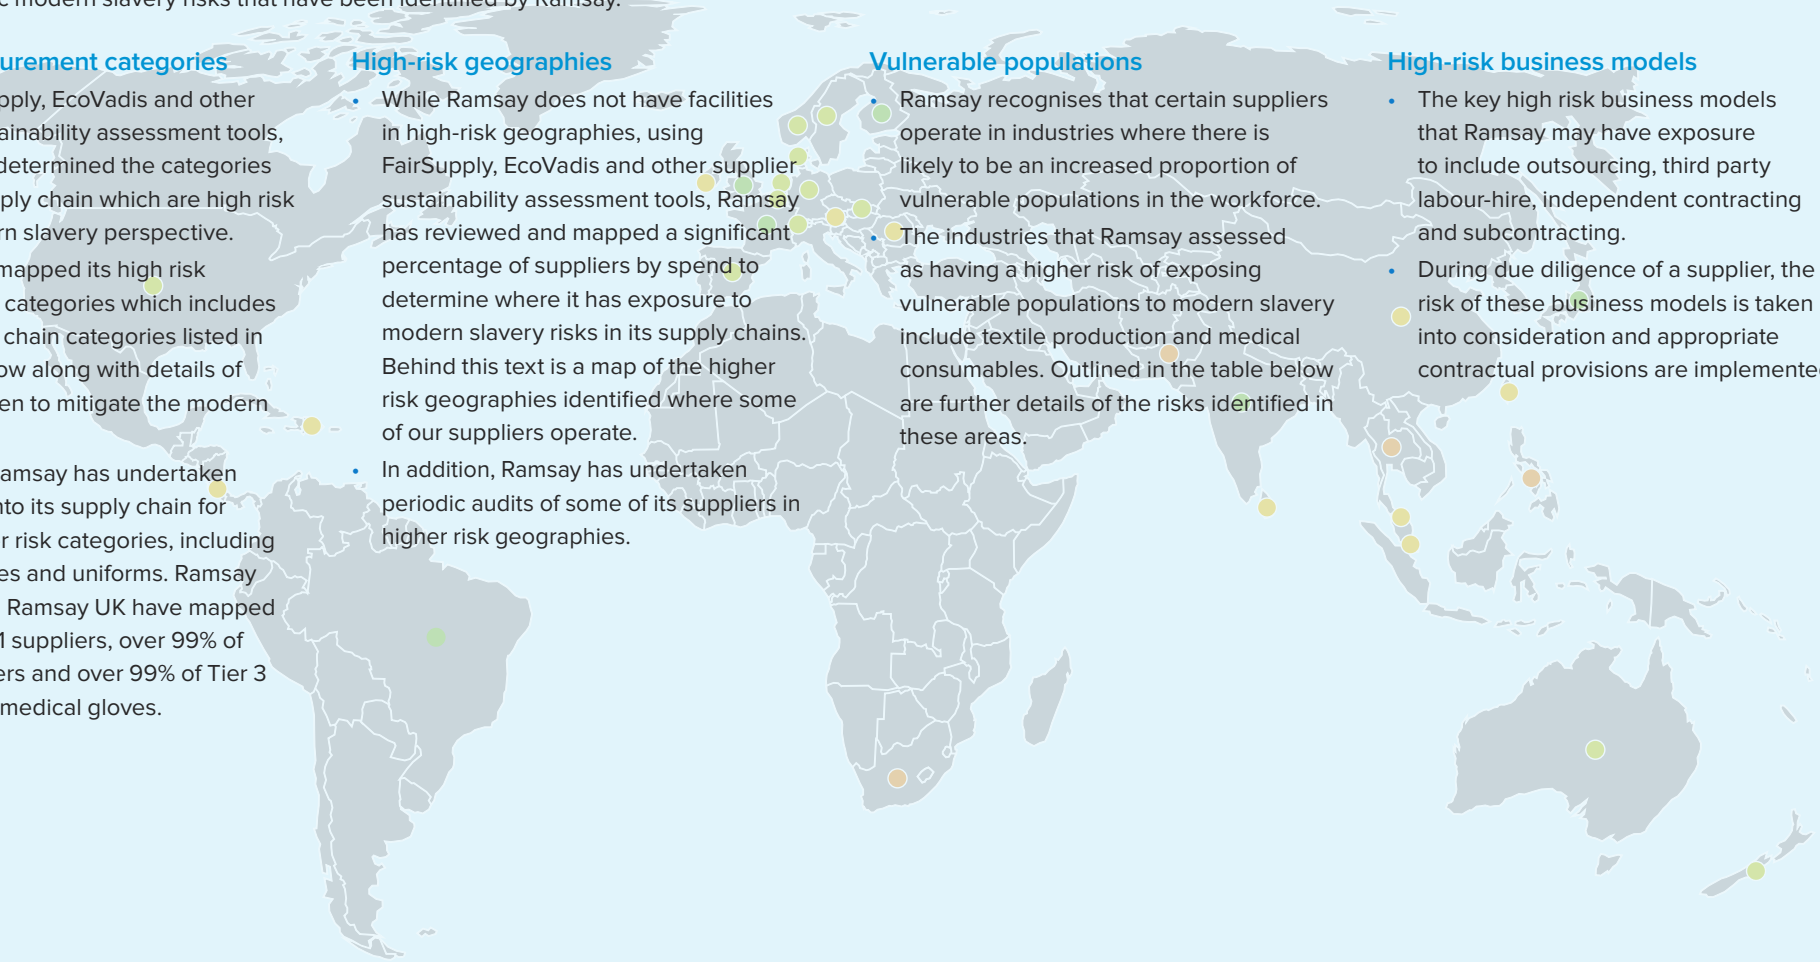 modern slavery risks that have been identified by Ramsay.
categories
EcoVadis and other
assessment tools,
determined the categories
chain which are high risk
slavery perspective.
mapped its high risk
categories which includes
chain categories listed in
along with details of
to mitigate the modern
has undertaken
its supply chain for
risk categories, including
and uniforms. Ramsay
Ramsay UK have mapped
suppliers, over 99% of
and over 99% of Tier 3
medical gloves.
High-risk geographies
• While Ramsay does not have facilities
in high-risk geographies, using
FairSupply, EcoVadis and other supplier
sustainability assessment tools, Ramsay
has reviewed and mapped a significant
percentage of suppliers by spend to
determine where it has exposure to
modern slavery risks in its supply chains.
Behind this text is a map of the higher
risk geographies identified where some
of our suppliers operate.
• In addition, Ramsay has undertaken
periodic audits of some of its suppliers in
higher risk geographies.
Vulnerable populations
• Ramsay recognises that certain suppliers
operate in industries where there is
likely to be an increased proportion of
vulnerable populations in the workforce.
• The industries that Ramsay assessed
as having a higher risk of exposing
vulnerable populations to modern slavery
include textile production and medical
consumables. Outlined in the table below
are further details of the risks identified in
these areas.
High-risk business models
• The key high risk business models
that Ramsay may have exposure
to include outsourcing, third party
labour-hire, independent contracting
and subcontracting.
• During due diligence of a supplier, the
risk of these business models is taken
into consideration and appropriate
contractual provisions are